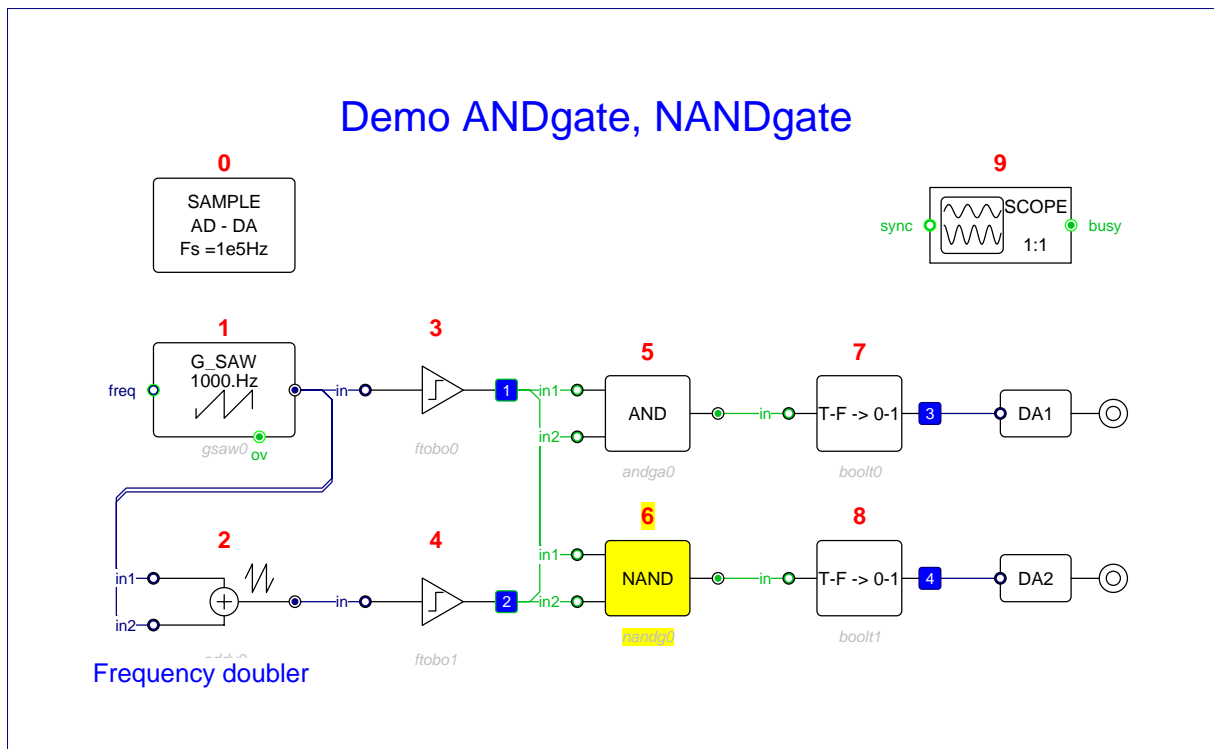 Demo ANDgate, NANDgate
0
9
SAMPLE
AD - DA
Fs =1e5Hz
sync
SCOPE
1:1
busy
1
3
5
7
G_SAW
1000.Hz
freq
ov
gsaw0
in
ftobo0
1
in1
in2
AND
andga0
in
T-F -> 0-1
boolt0
3
DA1
2
4
6
8
in1
in2
in
ftobo1
2
in1
in2
NAND
nandg0
in
T-F -> 0-1
boolt1
4
DA2
Frequency doubler